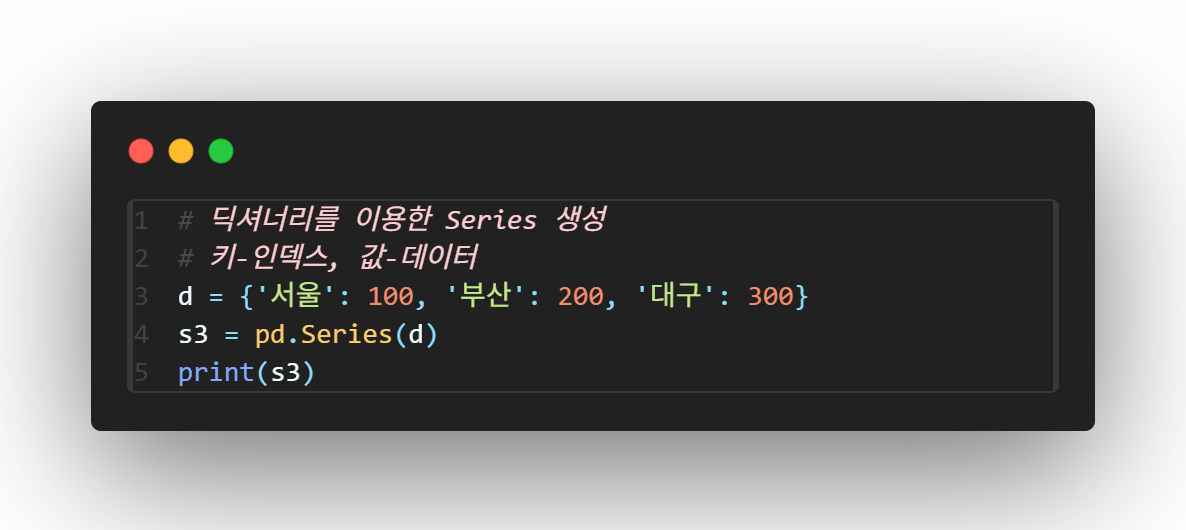 1 # 딕셔너리를 이용한 Series 생성
2 # 키-인덱스, 값-데이터
3 d = {'서울': 100, '부산': 200, '대구': 300}
4 s3 = pd.Series(d)
5 print(s3)